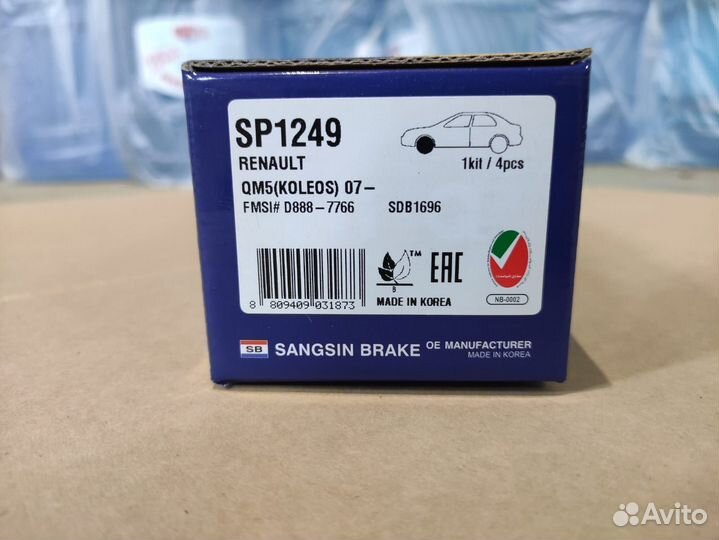 SP1249
RENAULT
1kit / 4pcs
QM5(KOLEOS) 07-
FMSI# D888-7766 SDB1696
TM
EAC
B
8 809409 031873
MADE IN KOREA
NB-0002
SB SANGSIN BRAKE OE MANUFACTURER
MADE IN KOREA
Avito